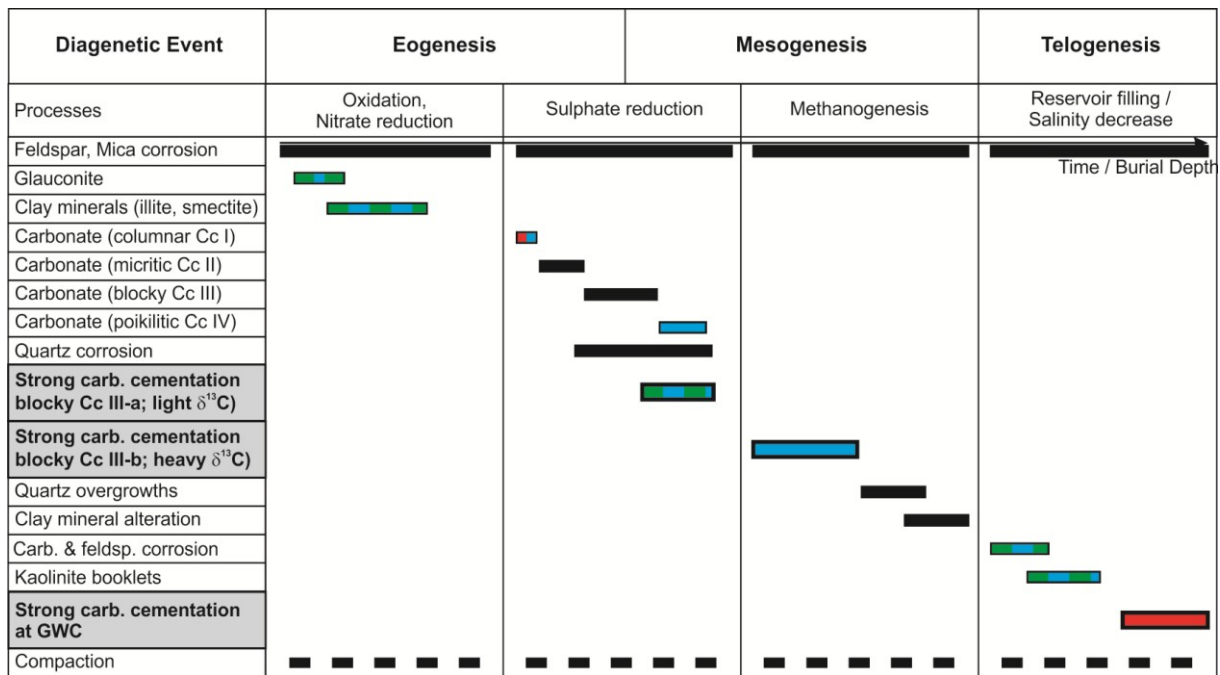 Diagenetic Event
Eogenesis
Mesogenesis
Telogenesis
Processes
Oxidation,
Nitrate reduction
Sulphate reduction
Methanogenesis
Reservoir filling /
Salinity decrease
Feldspar, Mica corrosion
Time / Burial Depth
Glauconite
Clay minerals (illite, smectite)
Carbonate (columnar Cc I)
Carbonate (micritic Cc II)
Carbonate (blocky Cc III)
Carbonate (poikilitic Cc IV)
Quartz corrosion
Strong carb. cementation
blocky Cc III-a; light δ¹³C)
Strong carb. cementation
blocky Cc III-b; heavy δ¹³C)
Quartz overgrowths
Clay mineral alteration
Carb. & feldsp. corrosion
Kaolinite booklets
Strong carb. cementation
at GWC
Compaction